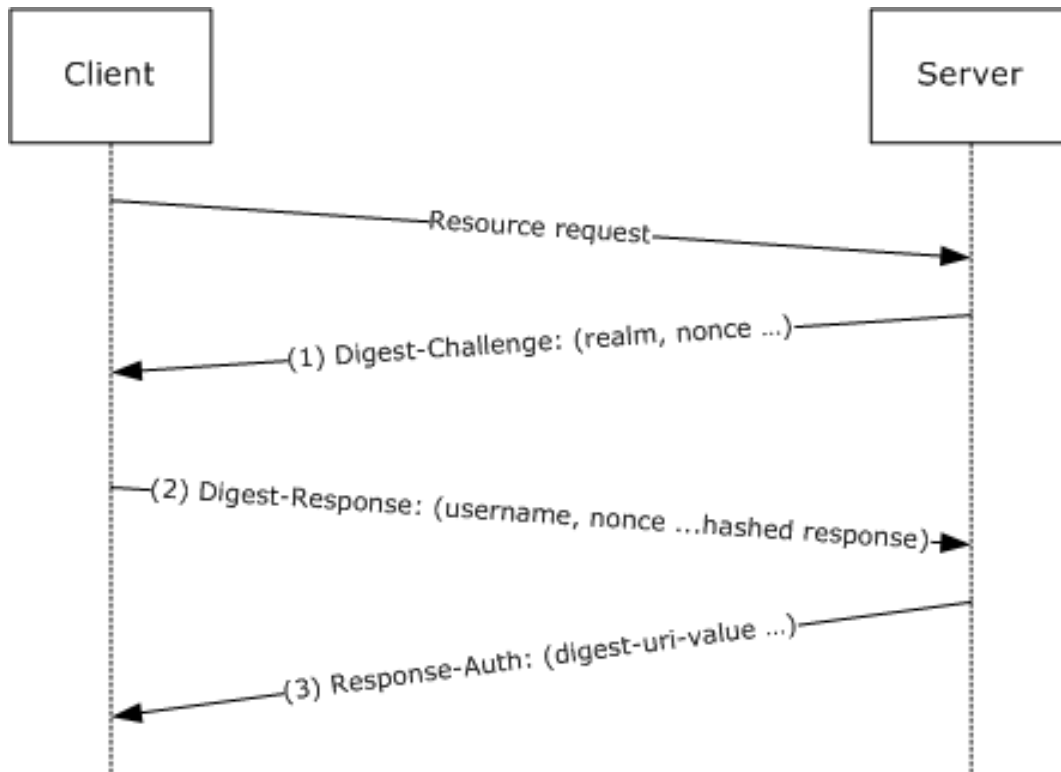 Client
Server
Resource request
(1) Digest-Challenge: (realm, nonce ...)
(2) Digest-Response: (username, nonce ...hashed response)
(3) Response-Auth: (digest-uri-value ...)